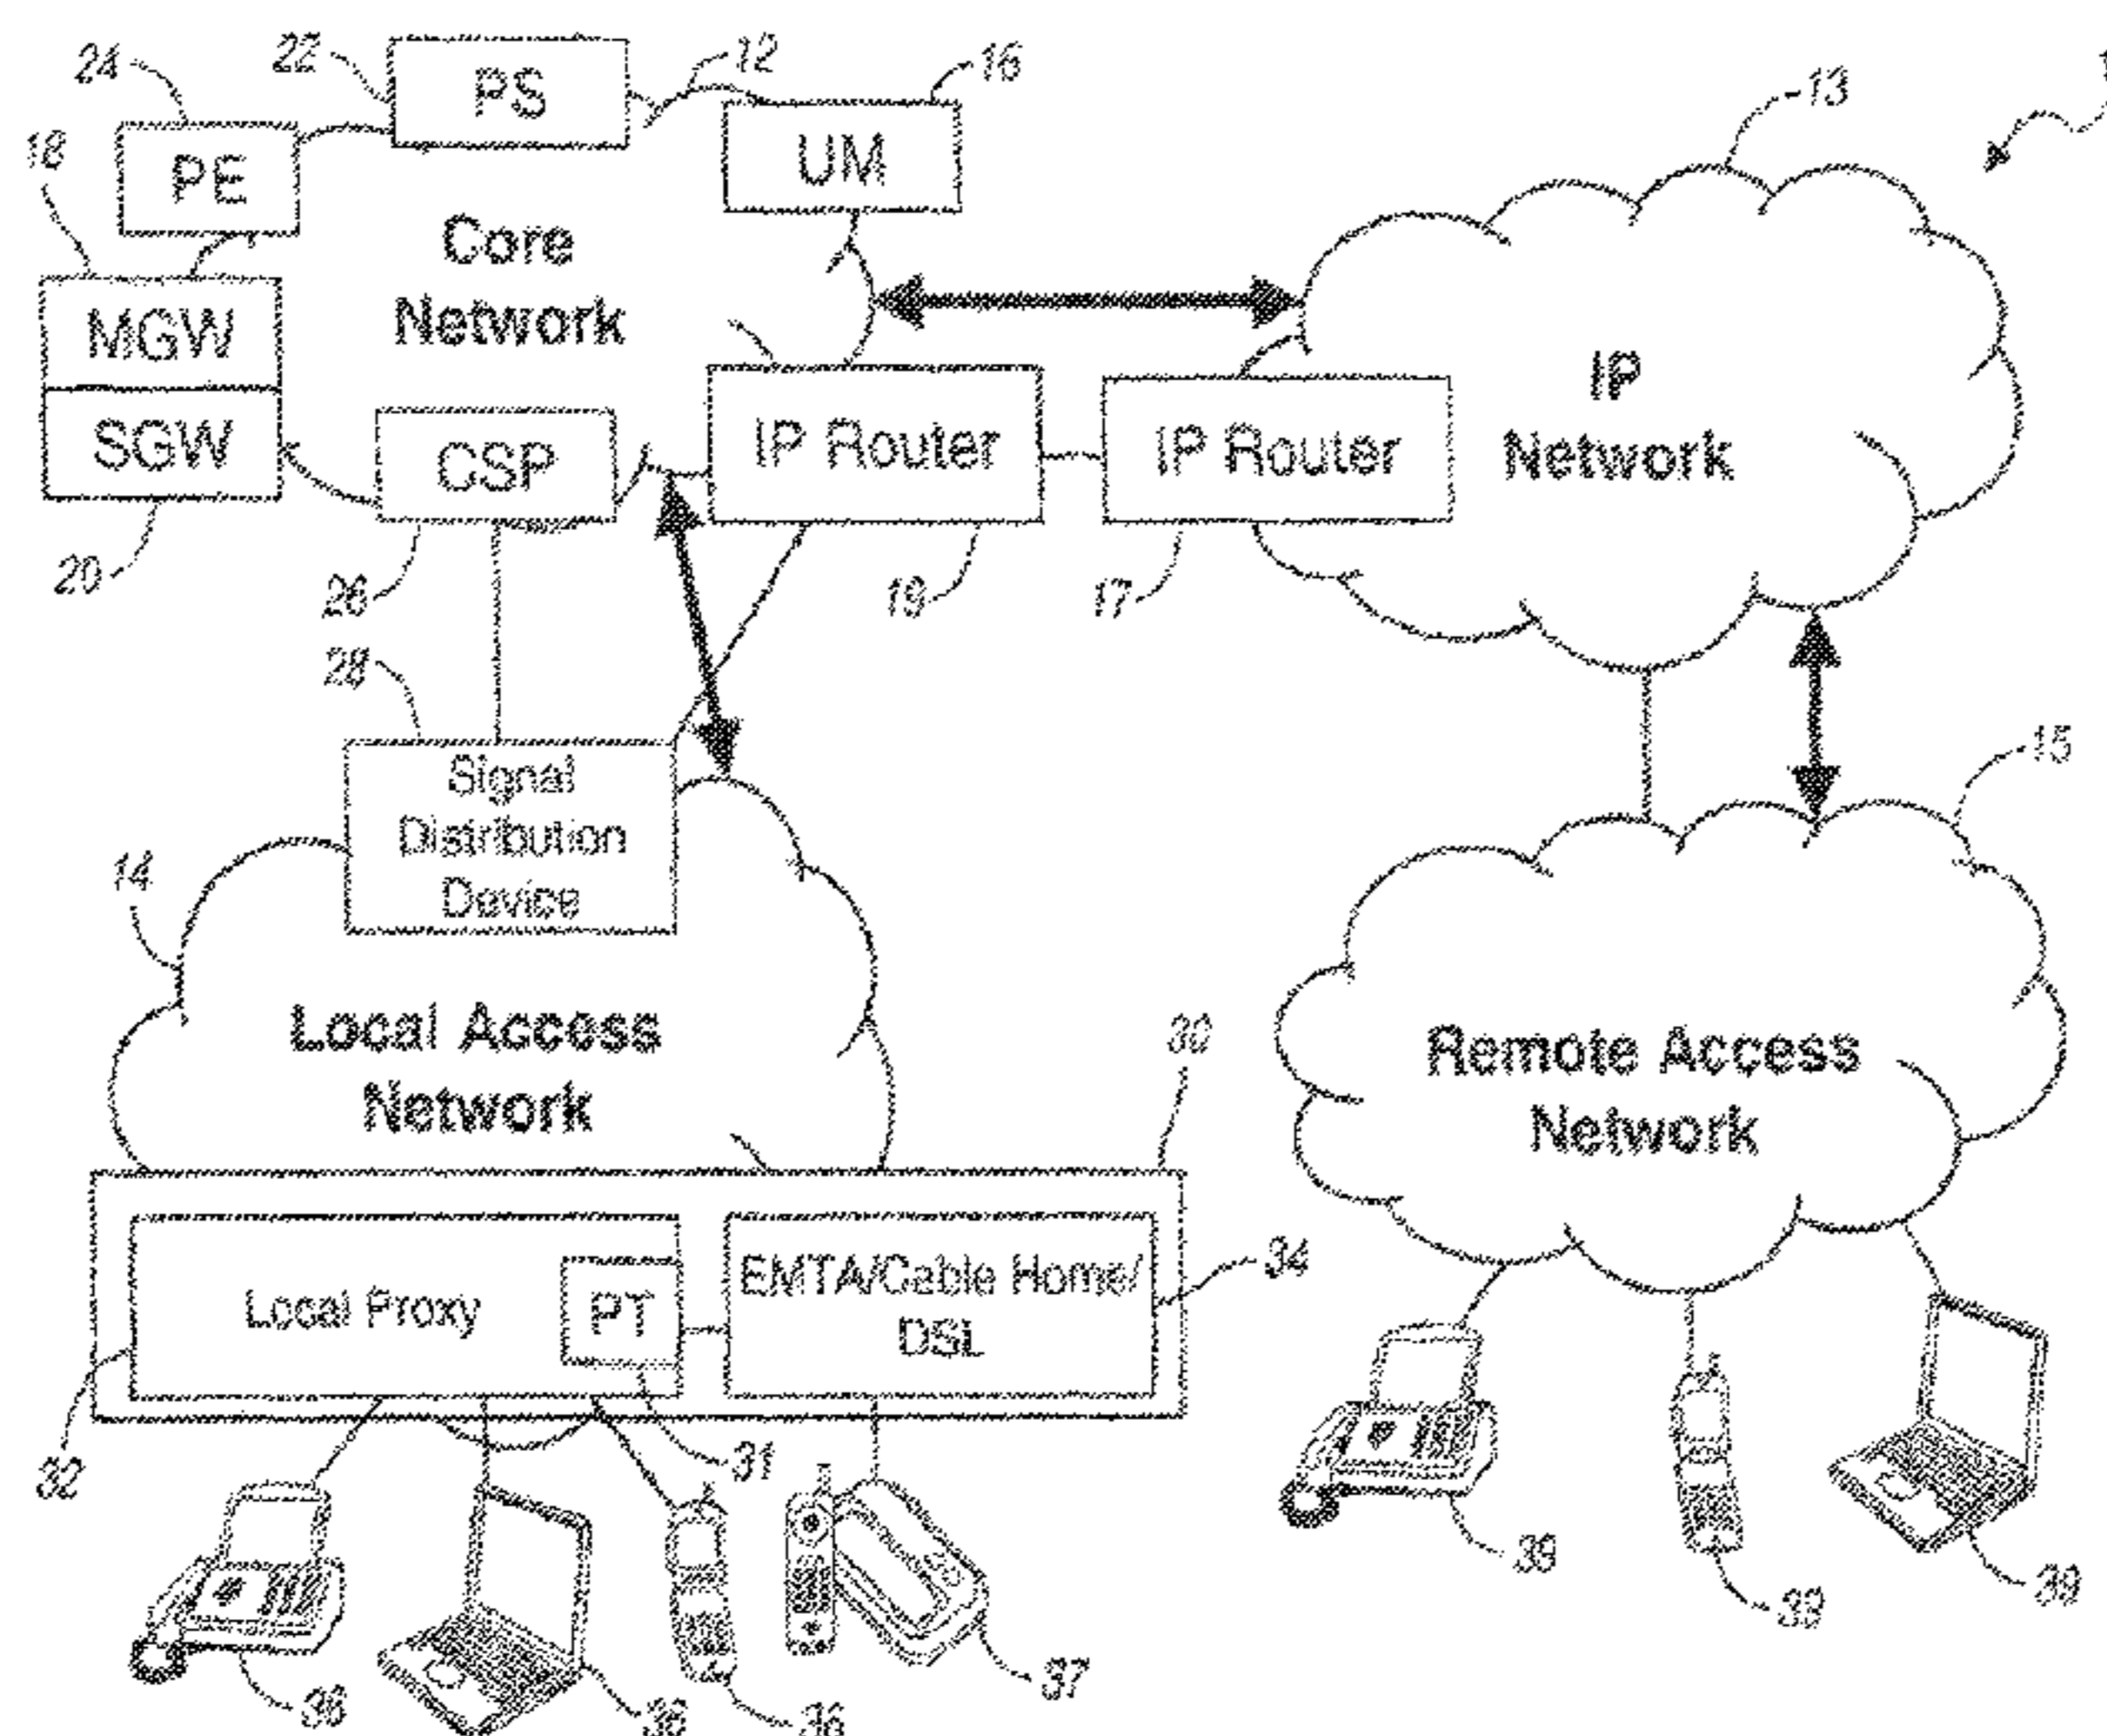 24
22
PS
12
16
13
1
18
PE
UM
Core
Network
MGW
SGW
CSP
IP Router
IP Router
IP
Network
20
26
19
17
28
Signal
Distribution
Device
15
14
Local Access
Network
30
Remote Access
Network
Local Proxy
PT
EMTA/Cable Home/
DSL
34
32
31
39
39
39
37
36
36
36